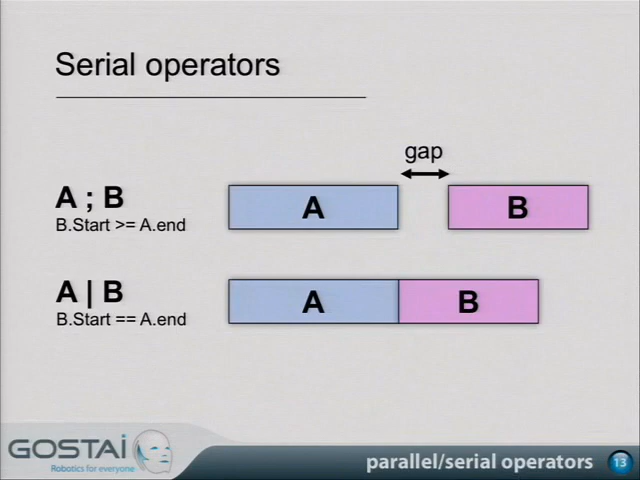 Serial operators
gap
A ; B
B.Start >= A.end
A
B
A | B
B.Start == A.end
A
B
GOSTAI
Robotics for everyone
parallel/serial operators
13